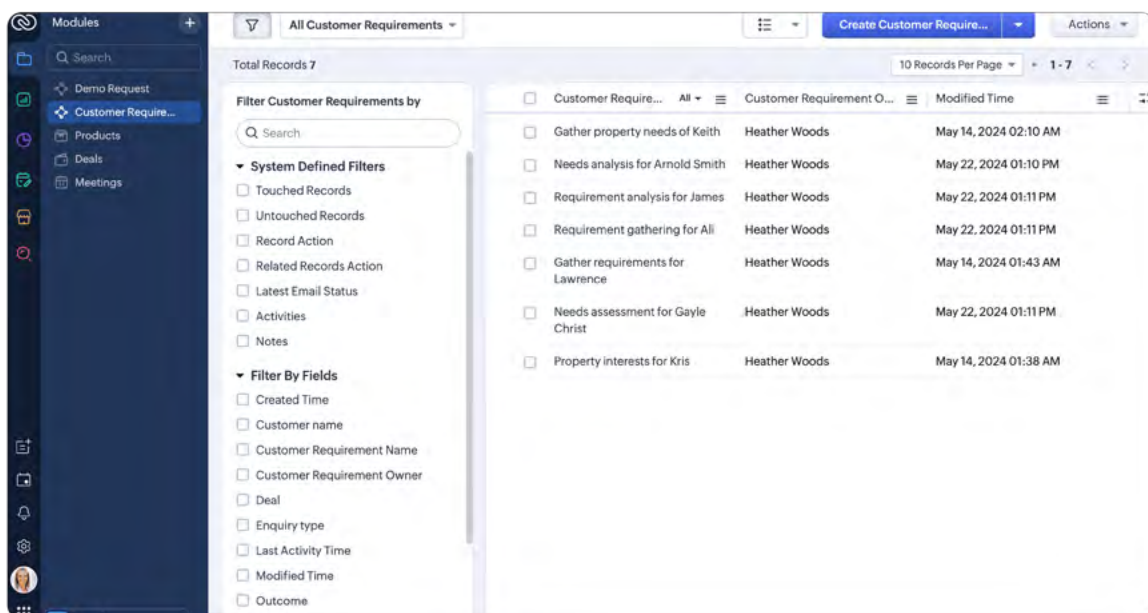 Modules
+
Search
Demo Request
Customer Require...
Products
Deals
Meetings
All Customer Requirements
Create Customer Require...
Actions
Total Records 7
10 Records Per Page
1 - 7
Filter Customer Requirements by
Search
System Defined Filters
Touched Records
Untouched Records
Record Action
Related Records Action
Latest Email Status
Activities
Notes
Filter By Fields
Created Time
Customer name
Customer Requirement Name
Customer Requirement Owner
Deal
Enquiry type
Last Activity Time
Modified Time
Outcome
Customer Require... All Customer Requirement O... Modified Time
Gather property needs of Keith Heather Woods May 14, 2024 02:10 AM
Needs analysis for Arnold Smith Heather Woods May 22, 2024 01:10 PM
Requirement analysis for James Heather Woods May 22, 2024 01:11 PM
Requirement gathering for Ali Heather Woods May 22, 2024 01:11 PM
Gather requirements for Heather Woods May 14, 2024 01:43 AM
Lawrence
Needs assessment for Gayle Heather Woods May 22, 2024 01:11 PM
Christ
Property interests for Kris Heather Woods May 14, 2024 01:38 AM